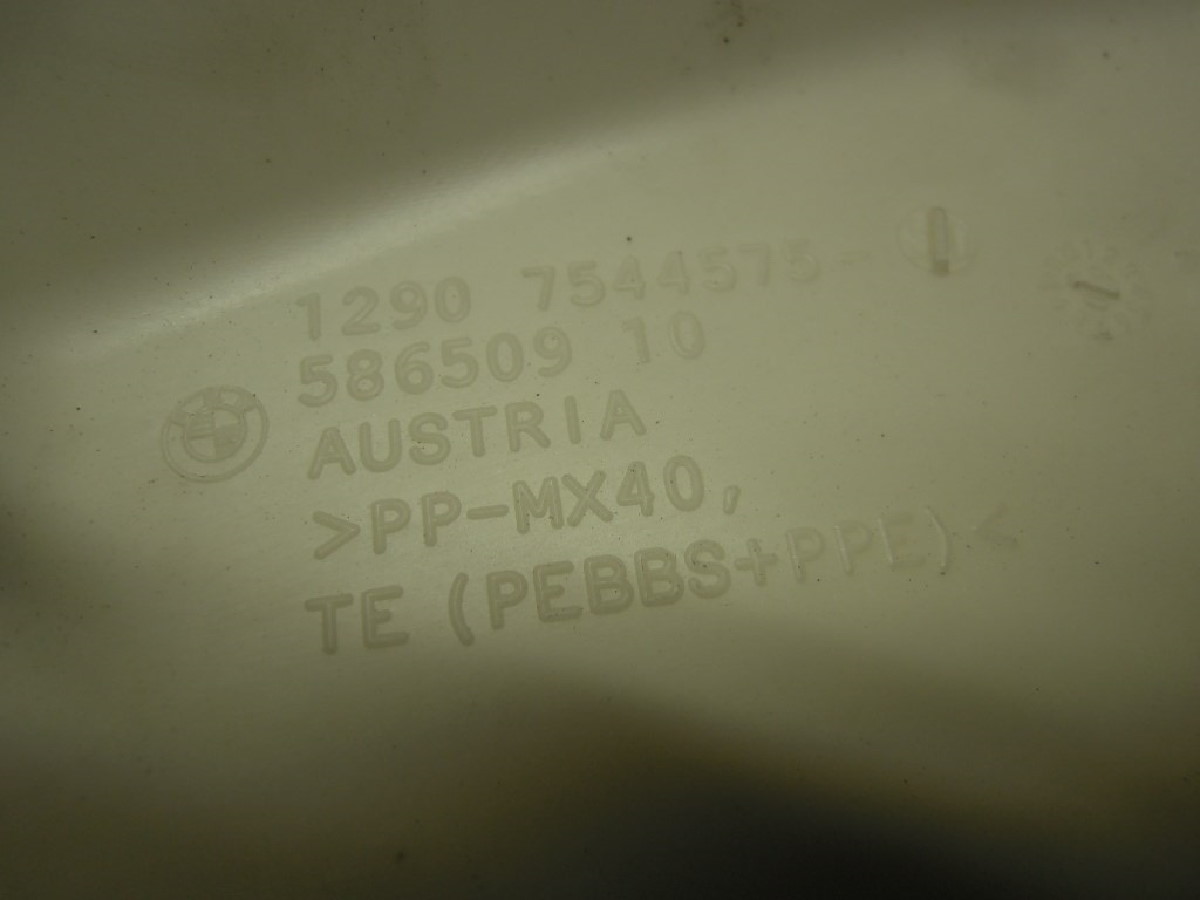 1290 7544575-
586509 10
AUSTRIA
>PP-MX40,
TE (PEBBS+PPE)<